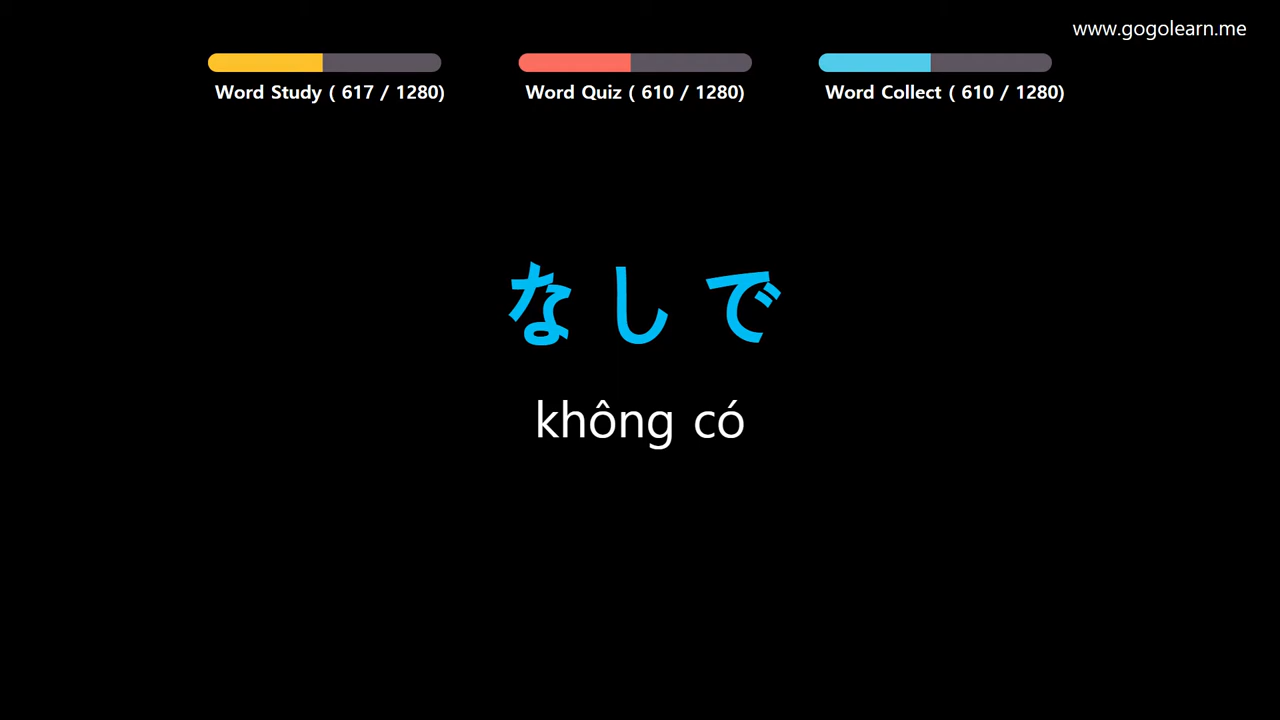 www.gogolearn.me
Word Study ( 617 / 1280)
Word Quiz ( 610 / 1280)
Word Collect ( 610 / 1280)
なしで
không có